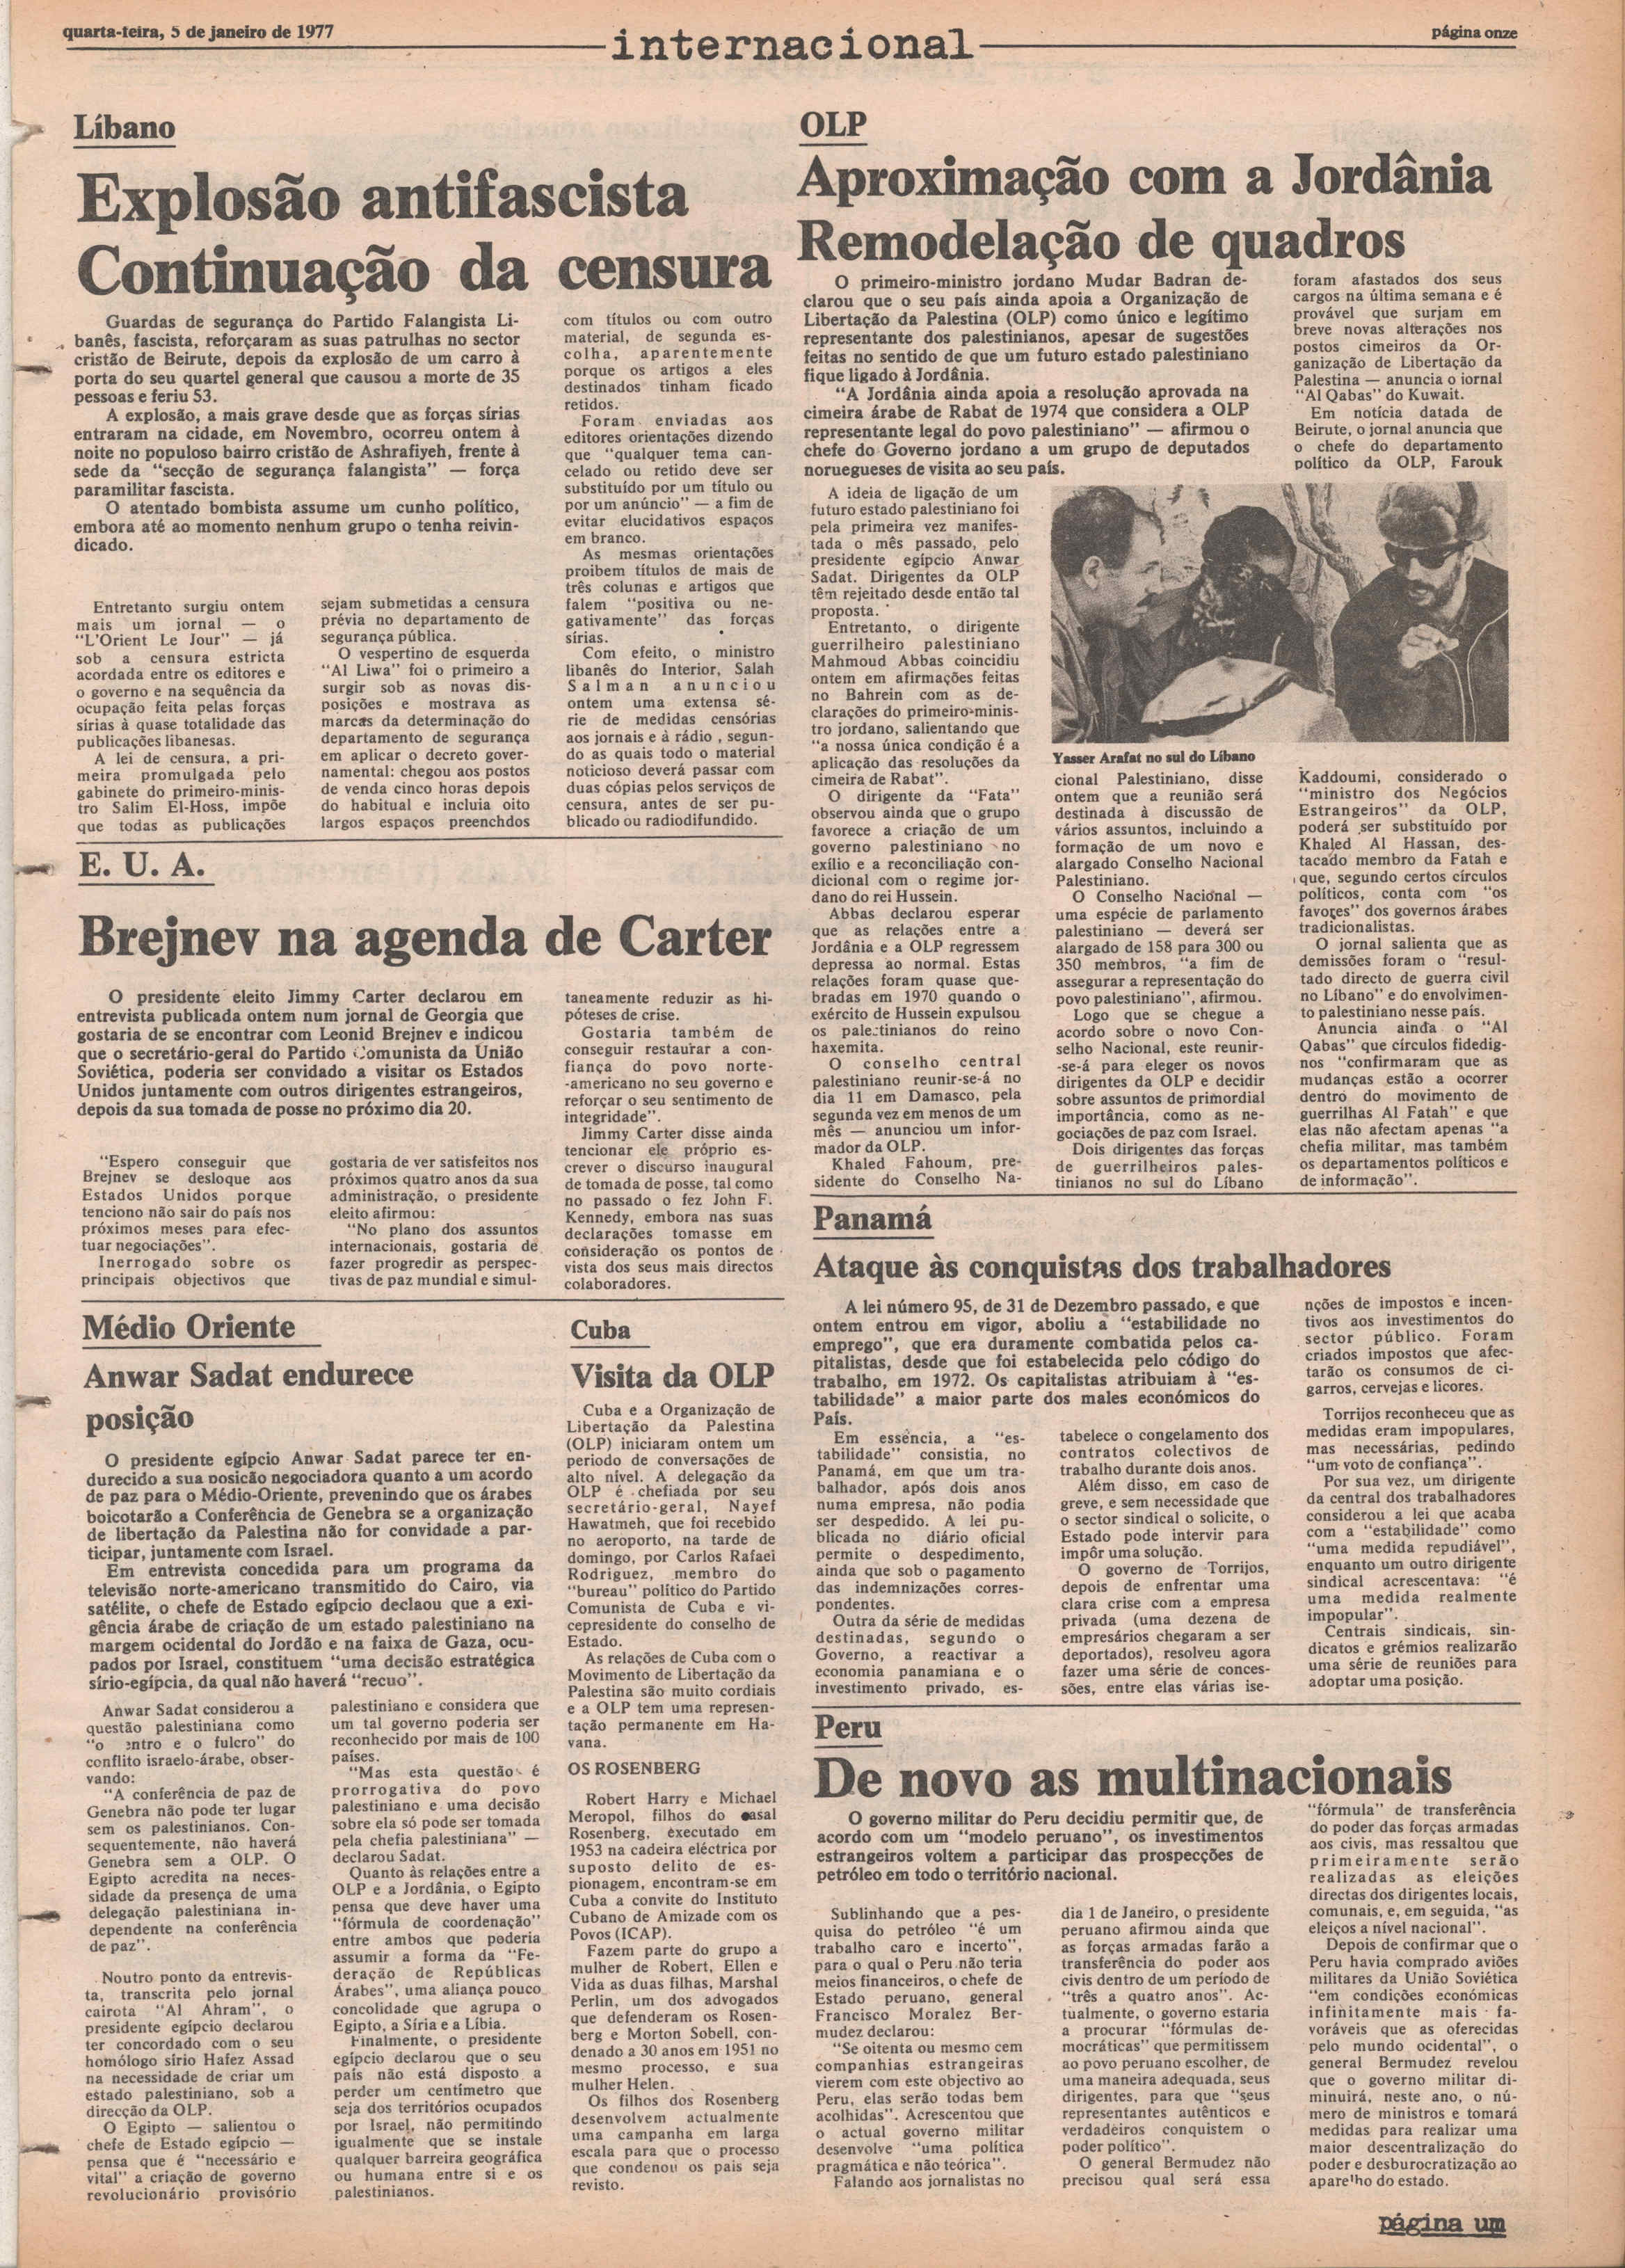 quarta-feira, 5 de janeiro de 1977
internacional
página onze
Líbano
Explosão antifascista
Continuação da censura
Guardas de segurança do Partido Falangista Li-
banês, fascista, reforçaram as suas patrulhas no sector
cristão de Beirute, depois da explosão de um carro à
porta do seu quartel general que causou a morte de 35
pessoas e feriu 53.
A explosão, a mais grave desde que as forças sírias
entraram na cidade, em Novembro, ocorreu ontem à
noite no populoso bairro cristão de Ashrafiyeh, frente à
sede da "secção de segurança falangista" — força
paramilitar fascista.
O atentado bombista assume um cunho político,
embora até ao momento nenhum grupo o tenha reivin-
dicado.
Entretanto surgiu ontem
mais um jornal — o
"L'Orient Le Jour" — já
sob a censura estricta
acordada entre os editores e
o governo e na sequência da
ocupação feita pelas forças
sírias à quase totalidade das
publicações libanesas.
A lei de censura, a pri-
meira promulgada pelo
gabinete do primeiro-minis-
tro Salim El-Hoss, impõe
que todas as publicações
sejam submetidas a censura
prévia no departamento de
segurança pública.
O vespertino de esquerda
"Al Liwa" foi o primeiro a
surgir sob as novas dis-
posições e mostrava as
marcas da determinação do
departamento de segurança
em aplicar o decreto gover-
namental: chegou aos postos
de venda cinco horas depois
do habitual e incluia oito
largos espaços preenchdos
com títulos ou com outro
material, de segunda es-
colha, aparentemente
porque os artigos a eles
destinados tinham ficado
retidos.
Foram enviadas aos
editores orientações dizendo
que "qualquer tema can-
celado ou retido deve ser
substituído por um título ou
por um anúncio" — a fim de
evitar elucidativos espaços
em branco.
As mesmas orientações
proibem títulos de mais de
três colunas e artigos que
falem "positiva ou ne-
gativamente" das forças
sírias.
Com efeito, o ministro
libanês do Interior, Salah
Salman anunciou
ontem uma extensa sé-
rie de medidas censórias
aos jornais e à rádio , segun-
do as quais todo o material
noticioso deverá passar com
duas cópias pelos serviços de
censura, antes de ser pu-
blicado ou radiodifundido.
E. U. A.
Brejnev na agenda de Carter
O presidente eleito Jimmy Carter declarou em
entrevista publicada ontem num jornal de Georgia que
gostaria de se encontrar com Leonid Brejnev e indicou
que o secretário-geral do Partido Comunista da União
Soviética, poderia ser convidado a visitar os Estados
Unidos juntamente com outros dirigentes estrangeiros,
depois da sua tomada de posse no próximo dia 20.
"Espero conseguir que
Brejnev se desloque aos
Estados Unidos porque
tenciono não sair do país nos
próximos meses para efec-
tuar negociações".
Inerrogado sobre os
principais objectivos que
gostaria de ver satisfeitos nos
próximos quatro anos da sua
administração, o presidente
eleito afirmou:
"No plano dos assuntos
internacionais, gostaria de
fazer progredir as perspec-
tivas de paz mundial e simul-
taneamente reduzir as hi-
póteses de crise.
Gostaria também de
conseguir restaurar a con-
fiança do povo norte-
-americano no seu governo e
reforçar o seu sentimento de
integridade".
Jimmy Carter disse ainda
tencionar ele próprio es-
crever o discurso inaugural
de tomada de posse, tal como
no passado o fez John F.
Kennedy, embora nas suas
declarações tomasse em
consideração os pontos de
vista dos seus mais directos
colaboradores.
Médio Oriente
Anwar Sadat endurece
posição
O presidente egípcio Anwar Sadat parece ter en-
durecido a sua posição negociadora quanto a um acordo
de paz para o Médio-Oriente, prevenindo que os árabes
boicotarão a Conferência de Genebra se a organização
de libertação da Palestina não for convidade a par-
ticipar, juntamente com Israel.
Em entrevista concedida para um programa da
televisão norte-americano transmitido do Cairo, via
satélite, o chefe de Estado egípcio declaou que a exi-
gência árabe de criação de um estado palestiniano na
margem ocidental do Jordão e na faixa de Gaza, ocu-
pados por Israel, constituem "uma decisão estratégica
sírio-egípcia, da qual não haverá "recuo".
Anwar Sadat considerou a
questão palestiniana como
"o entro e o fulcro" do
conflito israelo-árabe, obser-
vando:
"A conferência de paz de
Genebra não pode ter lugar
sem os palestinianos. Con-
sequentemente, não haverá
Genebra sem a OLP. O
Egipto acredita na neces-
sidade da presença de uma
delegação palestiniana in-
dependente na conferência
de paz".
Noutro ponto da entrevis-
ta, transcrita pelo jornal
cairota "Al Ahram", o
presidente egípcio declarou
ter concordado com o seu
homólogo sírio Hafez Assad
na necessidade de criar um
estado palestiniano, sob a
direcção da OLP.
O Egipto — salientou o
chefe de Estado egípcio —
pensa que é "necessário e
vital" a criação de governo
revolucionário provisório
palestiniano e considera que
um tal governo poderia ser
reconhecido por mais de 100
países.
"Mas esta questão é
prorrogativa do povo
palestiniano e uma decisão
sobre ela só pode ser tomada
pela chefia palestiniana" —
declarou Sadat.
Quanto às relações entre a
OLP e a Jordânia, o Egipto
pensa que deve haver uma
"fórmula de coordenação"
entre ambos que poderia
assumir a forma da "Fe-
deração de Repúblicas
Árabes", uma aliança pouco
concolidade que agrupa o
Egipto, a Síria e a Líbia.
Finalmente, o presidente
egípcio declarou que o seu
país não está disposto a
perder um centímetro que
seja dos territórios ocupados
por Israel, não permitindo
igualmente que se instale
qualquer barreira geográfica
ou humana entre si e os
palestinianos.
Cuba
Visita da OLP
Cuba e a Organização de
Libertação da Palestina
(OLP) iniciaram ontem um
periodo de conversações de
alto nível. A delegação da
OLP é chefiada por seu
secretário-geral, Nayef
Hawatmeh, que foi recebido
no aeroporto, na tarde de
domingo, por Carlos Rafael
Rodriguez, membro do
"bureau" político do Partido
Comunista de Cuba e vi-
cepresidente do conselho de
Estado.
As relações de Cuba com o
Movimento de Libertação da
Palestina são muito cordiais
e a OLP tem uma represen-
tação permanente em Ha-
vana.
OS ROSENBERG
Robert Harry e Michael
Meropol, filhos do casal
Rosenberg, executado em
1953 na cadeira eléctrica por
suposto delito de es-
pionagem, encontram-se em
Cuba a convite do Instituto
Cubano de Amizade com os
Povos (ICAP).
Fazem parte do grupo a
mulher de Robert, Ellen e
Vida as duas filhas, Marshal
Perlin, um dos advogados
que defenderam os Rosen-
berg e Morton Sobell, con-
denado a 30 anos em 1951 no
mesmo processo, e sua
mulher Helen.
Os filhos dos Rosenberg
desenvolvem actualmente
uma campanha em larga
escala para que o processo
que condenou os pais seja
revisto.
OLP
Aproximação com a Jordânia
Remodelação de quadros
O primeiro-ministro jordano Mudar Badran de-
clarou que o seu país ainda apoia a Organização de
Libertação da Palestina (OLP) como único e legítimo
representante dos palestinianos, apesar de sugestões
feitas no sentido de que um futuro estado palestiniano
fique ligado à Jordânia.
"A Jordânia ainda apoia a resolução aprovada na
cimeira árabe de Rabat de 1974 que considera a OLP
representante legal do povo palestiniano" — afirmou o
chefe do Governo jordano a um grupo de deputados
noruegueses de visita ao seu país.
A ideia de ligação de um
futuro estado palestiniano foi
pela primeira vez manifes-
tada o mês passado, pelo
presidente egípcio Anwar
Sadat. Dirigentes da OLP
têm rejeitado desde então tal
proposta.
Entretanto, o dirigente
guerrilheiro palestiniano
Mahmoud Abbas coincidiu
ontem em afirmações feitas
no Bahrein com as de-
clarações do primeiro-minis-
tro jordano, salientando que
"a nossa única condição é a
aplicação das resoluções da
cimeira de Rabat".
O dirigente da "Fata"
observou ainda que o grupo
favorece a criação de um
governo palestiniano no
exílio e a reconciliação con-
dicional com o regime jor-
dano do rei Hussein.
Abbas declarou esperar
que as relações entre a
Jordânia e a OLP regressem
depressa ao normal. Estas
relações foram quase que-
bradas em 1970 quando o
exército de Hussein expulsou
os palestinianos do reino
haxemita.
O conselho central
palestiniano reunir-se-á no
dia 11 em Damasco, pela
segunda vez em menos de um
mês — anunciou um infor-
mador da OLP.
Khaled Fahoum, pre-
sidente do Conselho Na-
Yasser Arafat no sul do Líbano
cional Palestiniano, disse
ontem que a reunião será
destinada à discussão de
vários assuntos, incluindo a
formação de um novo e
alargado Conselho Nacional
Palestiniano.
O Conselho Nacional —
uma espécie de parlamento
palestiniano — deverá ser
alargado de 158 para 300 ou
350 membros, "a fim de
assegurar a representação do
povo palestiniano", afirmou.
Logo que se chegue a
acordo sobre o novo Con-
selho Nacional, este reunir-
-se-á para eleger os novos
dirigentes da OLP e decidir
sobre assuntos de primordial
importância, como as ne-
gociações de paz com Israel.
Dois dirigentes das forças
de guerrilheiros pales-
tinianos no sul do Líbano
foram afastados dos seus
cargos na última semana e é
provável que surjam em
breve novas alterações nos
postos cimeiros da Or-
ganização de Libertação da
Palestina — anuncia o jornal
"Al Qabas" do Kuwait.
Em notícia datada de
Beirute, o jornal anuncia que
o chefe do departamento
político da OLP, Farouk
Kaddoumi, considerado o
"ministro dos Negócios
Estrangeiros" da OLP,
poderá ser substituído por
Khaled Al Hassan, des-
tacado membro da Fatah e
que, segundo certos círculos
políticos, conta com "os
favores" dos governos árabes
tradicionalistas.
O jornal salienta que as
demissões foram o "resul-
tado directo de guerra civil
no Líbano" e do envolvimen-
to palestiniano nesse país.
Anuncia ainda o "Al
Qabas" que círculos fidedig-
nos "confirmaram que as
mudanças estão a ocorrer
dentro do movimento de
guerrilhas Al Fatah" e que
elas não afectam apenas "a
chefia militar, mas também
os departamentos políticos e
de informação".
Panamá
Ataque às conquistas dos trabalhadores
A lei número 95, de 31 de Dezembro passado, e que
ontem entrou em vigor, aboliu a "estabilidade no
emprego", que era duramente combatida pelos ca-
pitalistas, desde que foi estabelecida pelo código do
trabalho, em 1972. Os capitalistas atribuiam à "es-
tabilidade" a maior parte dos males económicos do
País.
Em essência, a "es-
tabilidade" consistia, no
Panamá, em que um tra-
balhador, após dois anos
numa empresa, não podia
ser despedido. A lei pu-
blicada no diário oficial
permite o despedimento,
ainda que sob o pagamento
das indemnizações corres-
pondentes.
Outra da série de medidas
destinadas, segundo o
Governo, a reactivar a
economia panamiana e o
investimento privado, es-
tabelece o congelamento dos
contratos colectivos de
trabalho durante dois anos.
Além disso, em caso de
greve, e sem necessidade que
o sector sindical o solicite, o
Estado pode intervir para
impôr uma solução.
O governo de Torrijos,
depois de enfrentar uma
clara crise com a empresa
privada (uma dezena de
empresários chegaram a ser
deportados), resolveu agora
fazer uma série de conces-
sões, entre elas várias ise-
nções de impostos e incen-
tivos aos investimentos do
sector público. Foram
criados impostos que afec-
tarão os consumos de ci-
garros, cervejas e licores.
Torrijos reconheceu que as
medidas eram impopulares,
mas necessárias, pedindo
"um voto de confiança".
Por sua vez, um dirigente
da central dos trabalhadores
considerou a lei que acaba
com a "estabilidade" como
"uma medida repudiável",
enquanto um outro dirigente
sindical acrescentava: "é
uma medida realmente
impopular".
Centrais sindicais, sin-
dicatos e grémios realizarão
uma série de reuniões para
adoptar uma posição.
Peru
De novo as multinacionais
O governo militar do Peru decidiu permitir que, de
acordo com um "modelo peruano", os investimentos
estrangeiros voltem a participar das prospecções de
petróleo em todo o território nacional.
Sublinhando que a pes-
quisa do petróleo "é um
trabalho caro e incerto",
para o qual o Peru não teria
meios financeiros, o chefe de
Estado peruano, general
Francisco Moralez Ber-
mudez declarou:
"Se oitenta ou mesmo cem
companhias estrangeiras
vierem com este objectivo ao
Peru, elas serão todas bem
acolhidas". Acrescentou que
o actual governo militar
desenvolve "uma política
pragmática e não teórica".
Falando aos jornalistas no
dia 1 de Janeiro, o presidente
peruano afirmou ainda que
as forças armadas farão a
transferência do poder aos
civis dentro de um período de
"três a quatro anos". Ac-
tualmente, o governo estaria
a procurar "fórmulas de-
mocráticas" que permitissem
ao povo peruano escolher, de
uma maneira adequada, seus
dirigentes, para que "seus
representantes autênticos e
verdadeiros conquistem o
poder político".
O general Bermudez não
precisou qual será essa
"fórmula" de transferência
do poder das forças armadas
aos civis, mas ressaltou que
primeiramente serão
realizadas as eleições
directas dos dirigentes locais,
comunais, e, em seguida, "as
eleiços a nível nacional".
Depois de confirmar que o
Peru havia comprado aviões
militares da União Soviética
"em condições económicas
infinitamente mais fa-
voráveis que as oferecidas
pelo mundo ocidental", o
general Bermudez revelou
que o governo militar di-
minuirá, neste ano, o nú-
mero de ministros e tomará
medidas para realizar uma
maior descentralização do
poder e desburocratização ao
aparelho do estado.
página um